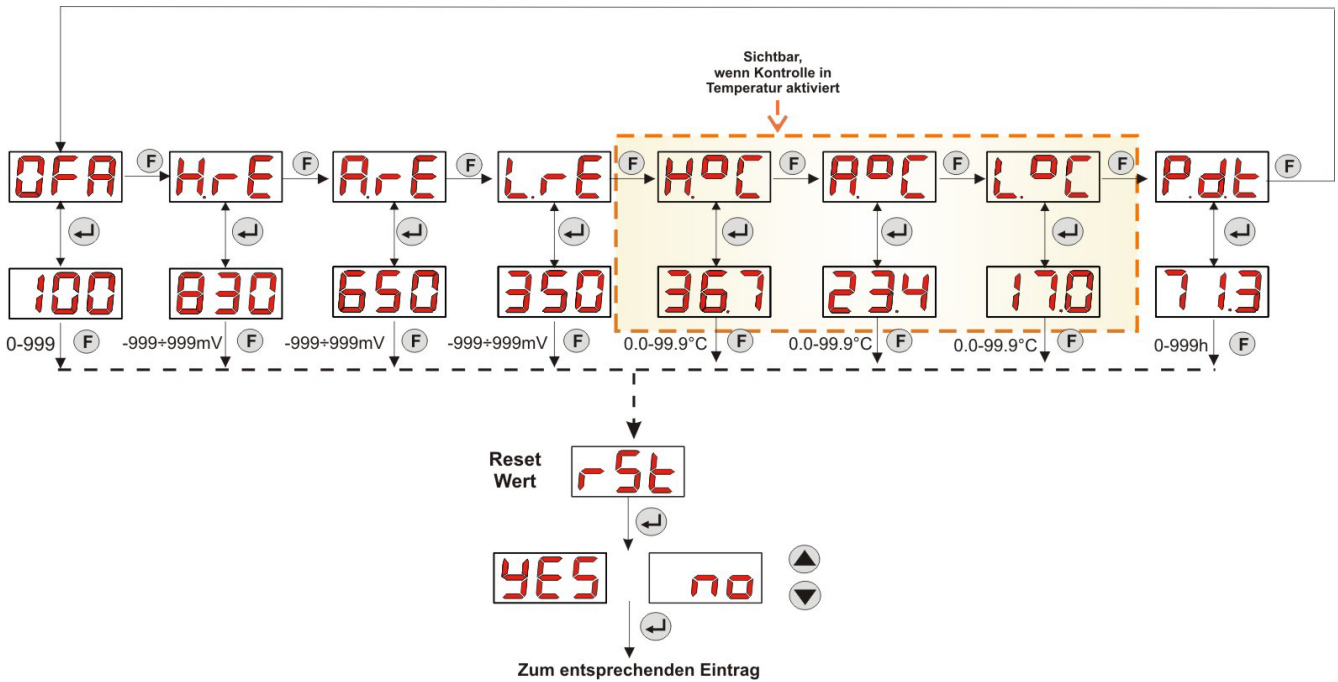 Sichtbar,
wenn Kontrolle in
Temperatur aktiviert
OFA F H.rE F A.rE F L.rE F H.°C F A.°C F L.°C F P.d.t F
100 830 650 350 36.7 23.4 17.0 71.3
0-999 F -999÷999mV F -999÷999mV F -999÷999mV F 0.0-99.9°C F 0.0-99.9°C F 0.0-99.9°C F 0-999h F
Reset
Wert
rSt
YES no
Zum entsprechenden Eintrag